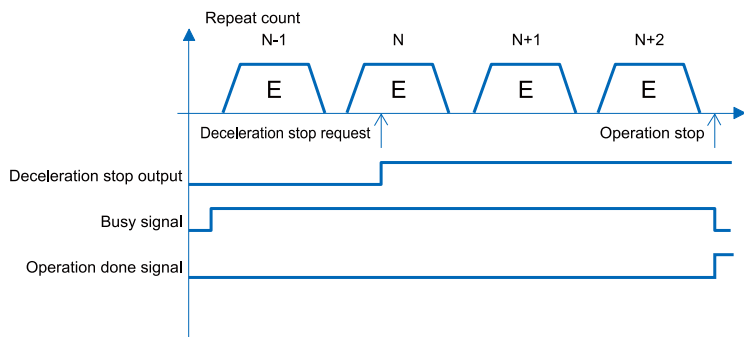 Repeat count
N-1 N N+1 N+2
E E E E
Deceleration stop request Operation stop
Deceleration stop output
Busy signal
Operation done signal